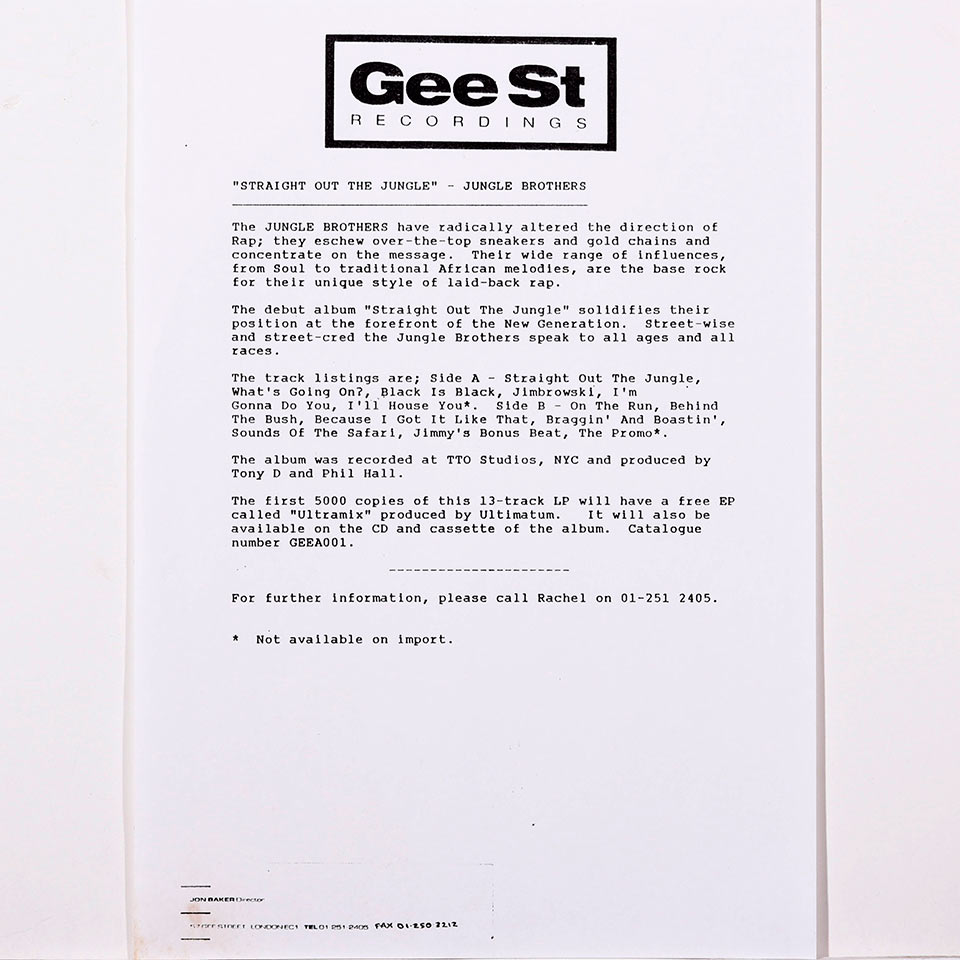 Gee St
RECORDINGS
"STRAIGHT OUT THE JUNGLE" - JUNGLE BROTHERS
The JUNGLE BROTHERS have radically altered the direction of
Rap; they eschew over-the-top sneakers and gold chains and
concentrate on the message. Their wide range of influences,
from Soul to traditional African melodies, are the base rock
for their unique style of laid-back rap.
The debut album "Straight Out The Jungle" solidifies their
position at the forefront of the New Generation. Street-wise
and street-cred the Jungle Brothers speak to all ages and all
races.
The track listings are; Side A - Straight Out The Jungle,
What's Going On?, Black Is Black, Jimbrowski, I'm
Gonna Do You, I'll House You*. Side B - On The Run, Behind
The Bush, Because I Got It Like That, Braggin' And Boastin',
Sounds Of The Safari, Jimmy's Bonus Beat, The Promo*.
The album was recorded at TTO Studios, NYC and produced by
Tony D and Phil Hall.
The first 5000 copies of this 13-track LP will have a free EP
called "Ultramix" produced by Ultimatum. It will also be
available on the CD and cassette of the album. Catalogue
number GEEA001.
----------------------
For further information, please call Rachel on 01-251 2405.
* Not available on import.
JON BAKER Director
STREET LONDON EC1 TEL 01 251 2405 FAX 01-250 3212